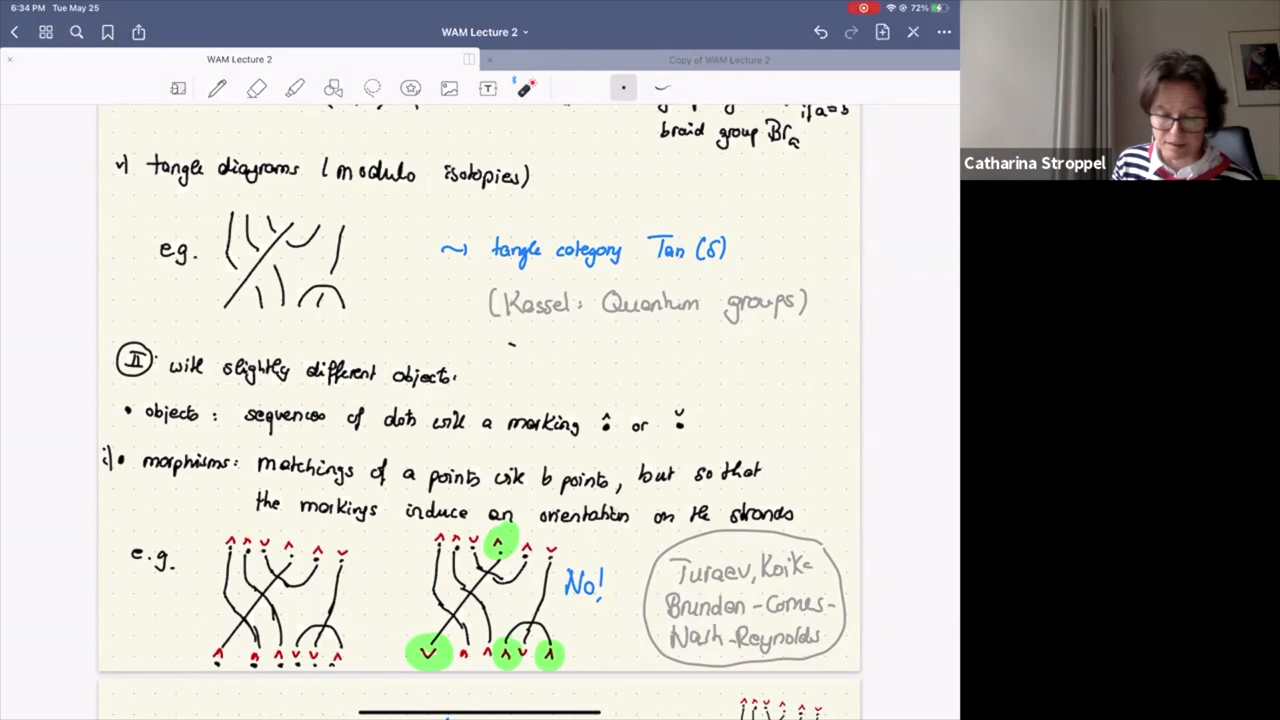 6:34 PM Tue May 25
72%
WAM Lecture 2
WAM Lecture 2
Copy of WAM Lecture 2
if a=b
braid group Br_a
v) tangle diagrams (modulo isotopies)
e.g.
~> tangle category Tan(δ)
(Kassel: Quantum groups)
II: with slightly different objects.
• objects: sequences of dots with a marking ^ or v
i) • morphisms: matchings of a points with b points, but so that
the markings induce an orientation on the strands
e.g.
No!
Turaev, Koike
Brundan-Comes-
Nash-Reynolds
Catharina Stroppel